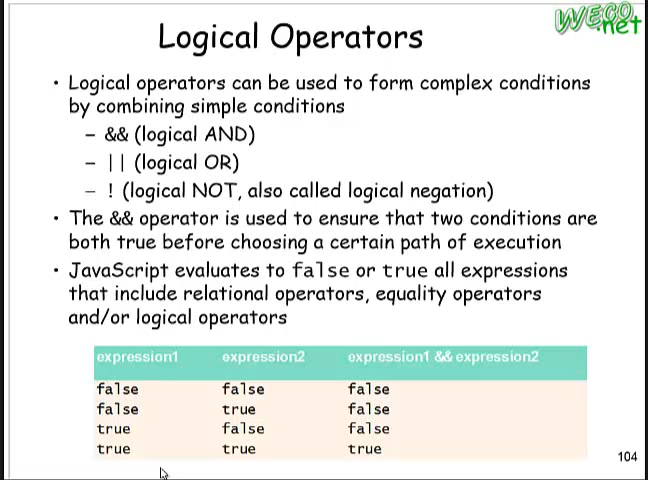 WECO.net
Logical Operators
• Logical operators can be used to form complex conditions
by combining simple conditions
– && (logical AND)
– || (logical OR)
– ! (logical NOT, also called logical negation)
• The && operator is used to ensure that two conditions are
both true before choosing a certain path of execution
• JavaScript evaluates to false or true all expressions
that include relational operators, equality operators
and/or logical operators
expression1 expression2 expression1 && expression2
false false false
false true false
true false false
true true true
104